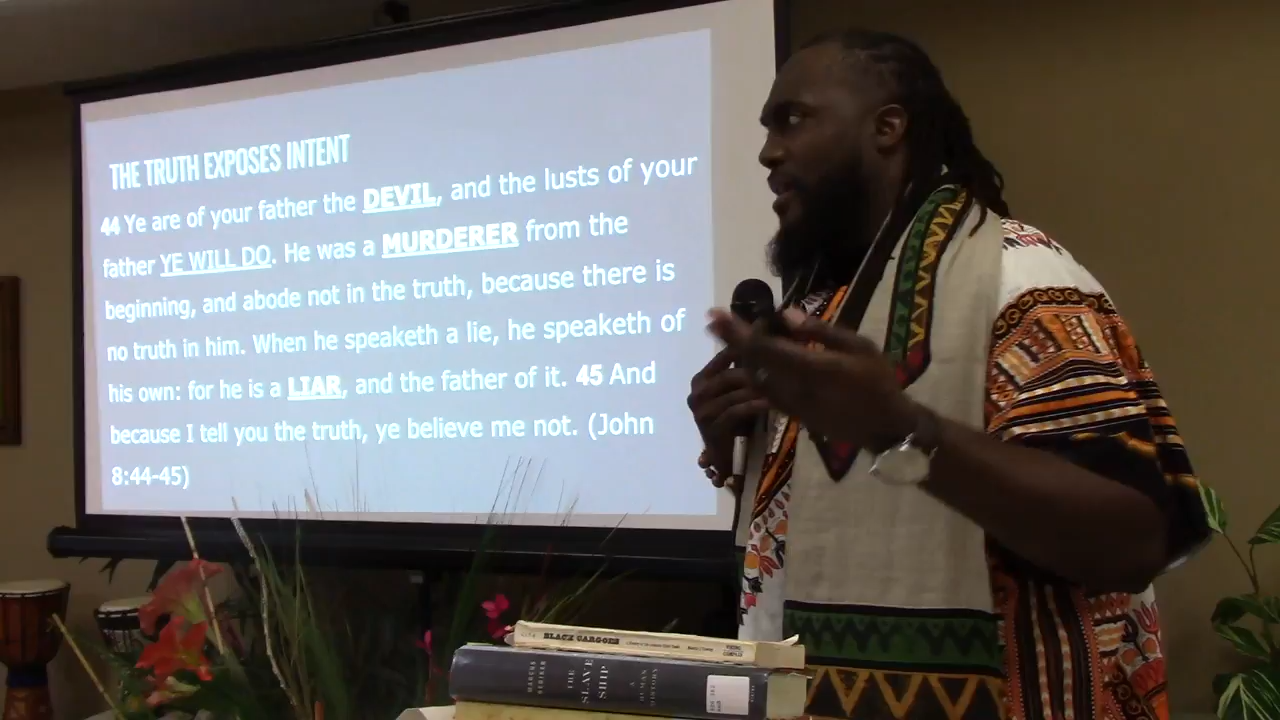 THE TRUTH EXPOSES INTENT
44 Ye are of your father the DEVIL, and the lusts of your
father YE WILL DO. He was a MURDERER from the
beginning, and abode not in the truth, because there is
no truth in him. When he speaketh a lie, he speaketh of
his own: for he is a LIAR, and the father of it. 45 And
because I tell you the truth, ye believe me not. (John
8:44-45)
BLACK CARGOES
MARCUS REDIKER THE SLAVE SHIP A HUMAN HISTORY